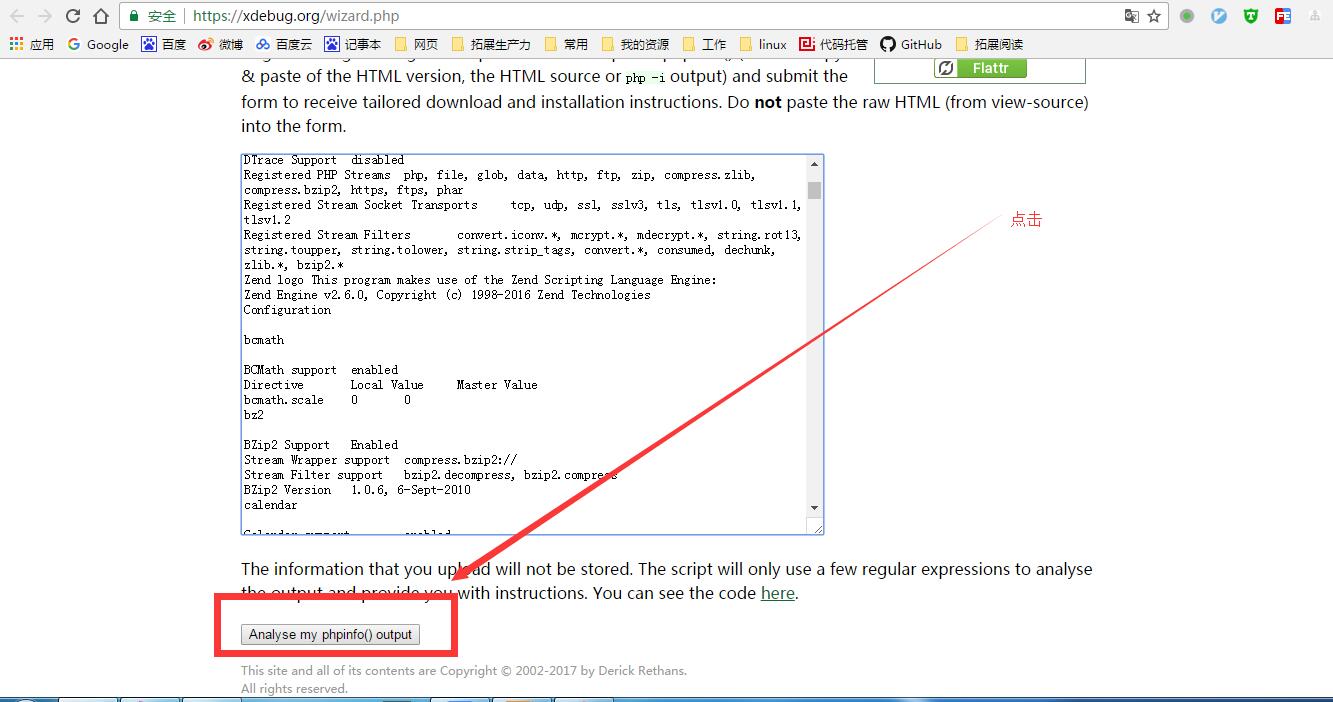 安全 https://xdebug.org/wizard.php
应用 Google 百度 微博 百度云 记事本 网页 拓展生产力 常用 我的资源 工作 linux 代码托管 GitHub 拓展阅读
& paste of the HTML version, the HTML source or php -i output) and submit the
Flattr
form to receive tailored download and installation instructions. Do not paste the raw HTML (from view-source)
into the form.
DTrace Support disabled
Registered PHP Streams php, file, glob, data, http, ftp, zip, compress.zlib,
compress.bzip2, https, ftps, phar
Registered Stream Socket Transports tcp, udp, ssl, sslv3, tls, tlsv1.0, tlsv1.1,
tlsv1.2
Registered Stream Filters convert.iconv.*, mcrypt.*, mdecrypt.*, string.rot13,
string.toupper, string.tolower, string.strip_tags, convert.*, consumed, dechunk,
zlib.*, bzip2.*
Zend logo This program makes use of the Zend Scripting Language Engine:
Zend Engine v2.6.0, Copyright (c) 1998-2016 Zend Technologies
Configuration
bcmath
BCMath support enabled
Directive Local Value Master Value
bcmath.scale 0 0
bz2
BZip2 Support Enabled
Stream Wrapper support compress.bzip2://
Stream Filter support bzip2.decompress, bzip2.compress
BZip2 Version 1.0.6, 6-Sept-2010
calendar
Calendar support enabled
点击
The information that you upload will not be stored. The script will only use a few regular expressions to analyse
the output and provide you with instructions. You can see the code here.
Analyse my phpinfo() output
This site and all of its contents are Copyright © 2002-2017 by Derick Rethans.
All rights reserved.